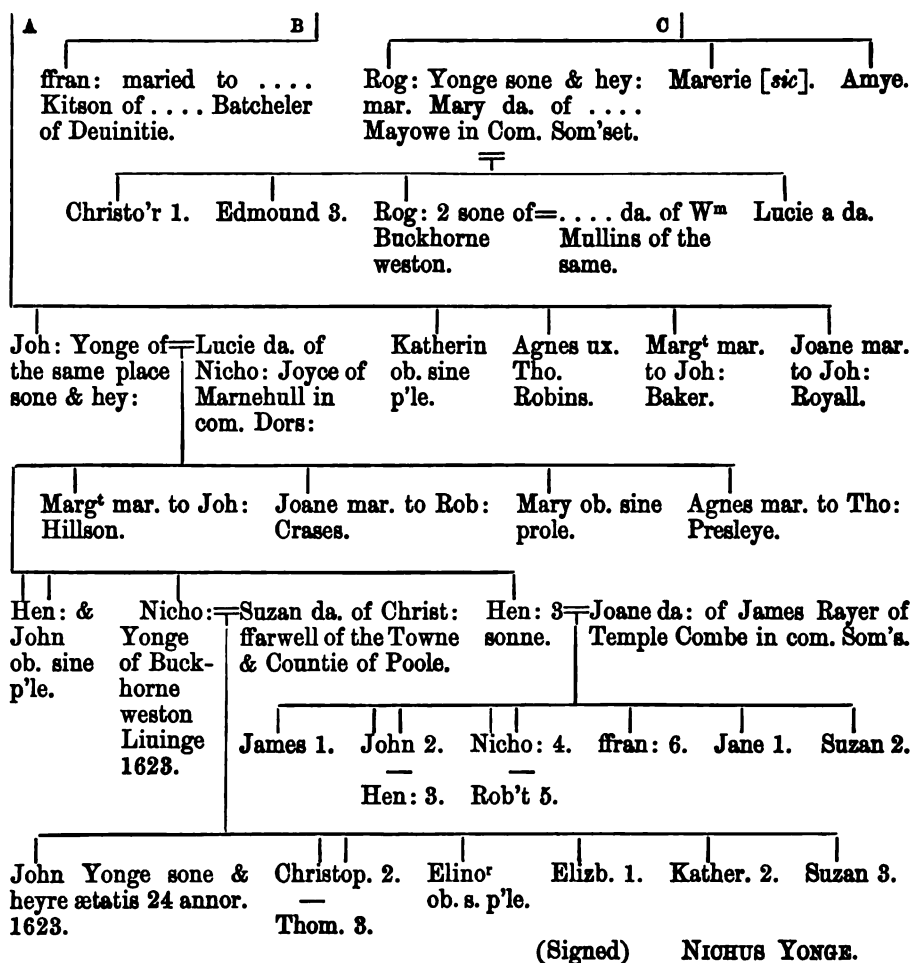 A B C
ffran: maried to . . . .
Kitson of . . . . Batcheler
of Deuinitie.
Rog: Yonge sone & hey:
mar. Mary da. of . . . .
Mayowe in Com. Som'set.
Marerie [sic].
Amye.
Christo'r 1.
Edmound 3.
Rog: 2 sone of=. . . . da. of Wᵐ
Buckhorne Mullins of the
weston. same.
Lucie a da.
Joh: Yonge of
the same place
sone & hey:
Lucie da. of
Nicho: Joyce of
Marnehull in
com. Dors:
Katherin
ob. sine
p'le.
Agnes ux.
Tho.
Robins.
Margᵗ mar.
to Joh:
Baker.
Joane mar.
to Joh:
Royall.
Margᵗ mar. to Joh:
Hillson.
Joane mar. to Rob:
Crases.
Mary ob. sine
prole.
Agnes mar. to Tho:
Presleye.
Hen: &
John
ob. sine
p'le.
Nicho:
Yonge
of Buck-
horne
weston
Liuinge
1623.
Suzan da. of Christ:
ffarwell of the Towne
& Countie of Poole.
Hen: 3
sonne.
Joane da: of James Rayer of
Temple Combe in com. Som's.
James 1.
John 2.
Hen: 3.
Nicho: 4.
Rob't 5.
ffran: 6.
Jane 1.
Suzan 2.
John Yonge sone &
heyre ætatis 24 annor.
1623.
Christop. 2.
Thom. 3.
Elinoʳ
ob. s. p'le.
Elizb. 1.
Kather. 2.
Suzan 3.
(Signed) NICHUS YONGE.